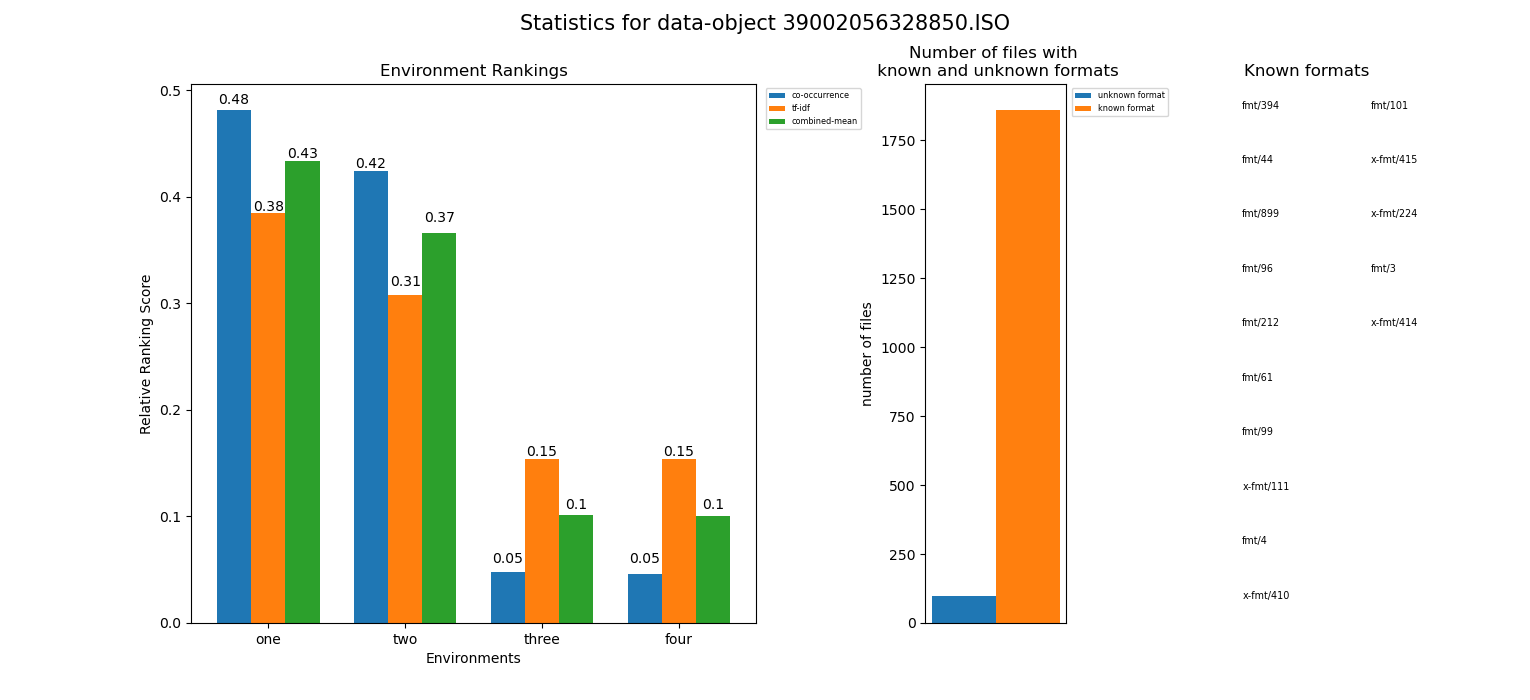 Statistics for data-object 39002056328850.ISO
Environment Rankings
0.5
0.4
0.3
0.2
0.1
0.0
Relative Ranking Score
0.48
0.38
0.43
0.42
0.31
0.37
0.05
0.15
0.1
0.05
0.15
0.1
one
two
three
four
Environments
co-occurrence
tf-idf
combined-mean
Number of files with
known and unknown formats
1750
1500
1250
1000
750
500
250
0
number of files
unknown format
known format
Known formats
fmt/394
fmt/44
fmt/899
fmt/96
fmt/212
fmt/61
fmt/99
x-fmt/111
fmt/4
x-fmt/410
fmt/101
x-fmt/415
x-fmt/224
fmt/3
x-fmt/414